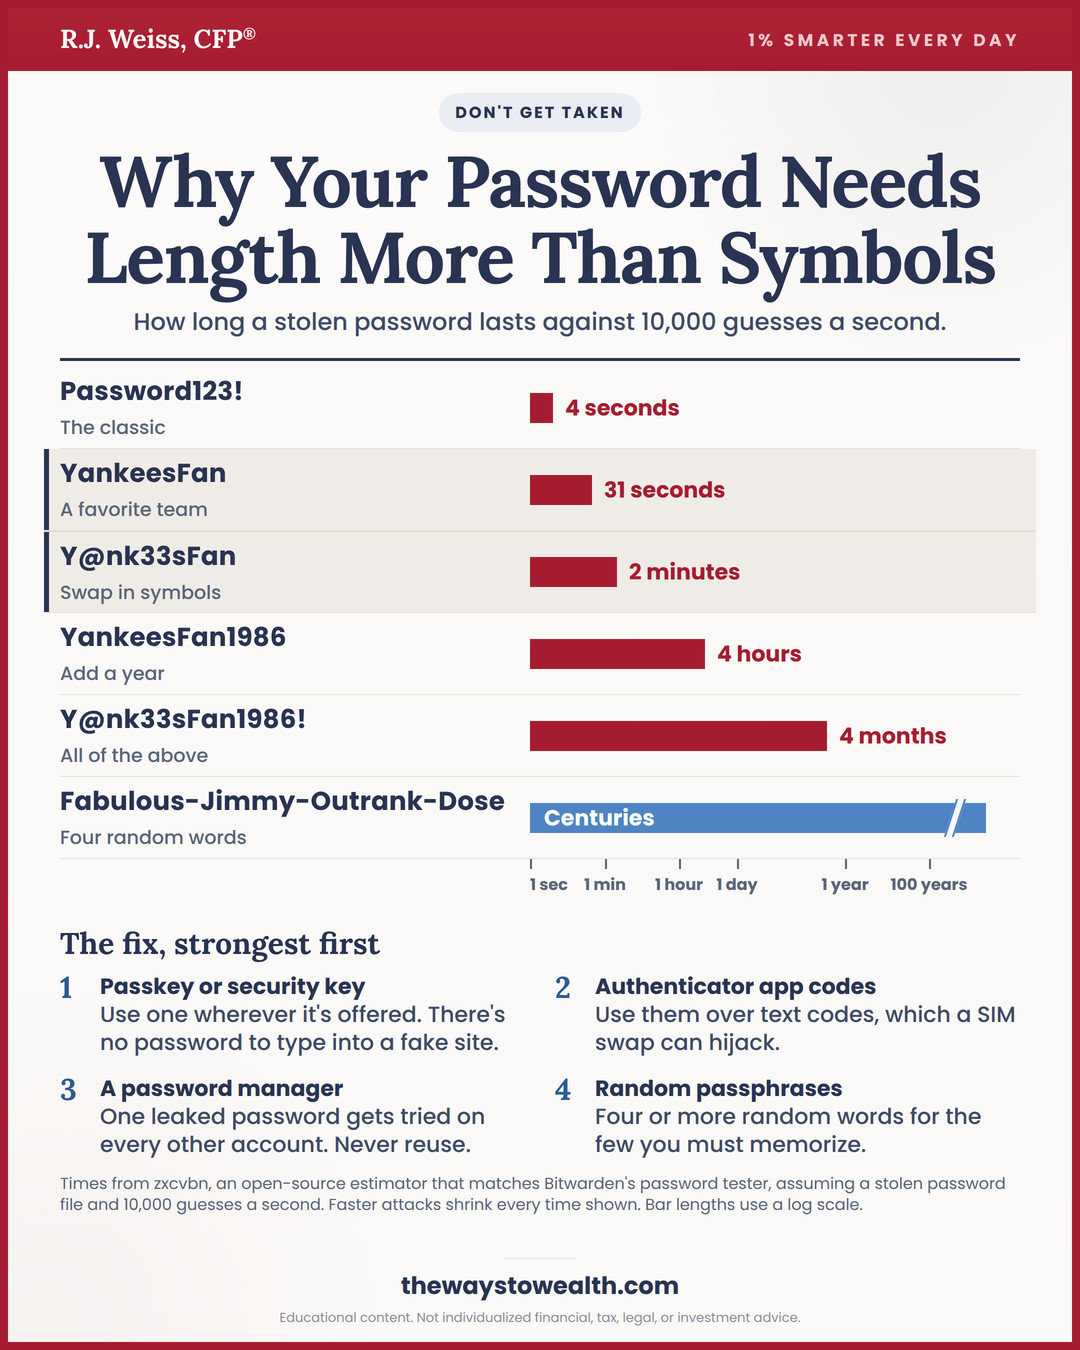 R.J. Weiss, CFP®
1% SMARTER EVERY DAY
DON'T GET TAKEN
Why Your Password Needs
Length More Than Symbols
How long a stolen password lasts against 10,000 guesses a second.
Password123!
The classic
4 seconds
YankeesFan
A favorite team
31 seconds
Y@nk33sFan
Swap in symbols
2 minutes
YankeesFan1986
Add a year
4 hours
Y@nk33sFan1986!
All of the above
4 months
Fabulous-Jimmy-Outrank-Dose
Four random words
Centuries
1 sec 1 min 1 hour 1 day 1 year 100 years
The fix, strongest first
1 Passkey or security key
Use one wherever it's offered. There's
no password to type into a fake site.
2 Authenticator app codes
Use them over text codes, which a SIM
swap can hijack.
3 A password manager
One leaked password gets tried on
every other account. Never reuse.
4 Random passphrases
Four or more random words for the
few you must memorize.
Times from zxcvbn, an open-source estimator that matches Bitwarden's password tester, assuming a stolen password
file and 10,000 guesses a second. Faster attacks shrink every time shown. Bar lengths use a log scale.
thewaystowealth.com
Educational content. Not individualized financial, tax, legal, or investment advice.